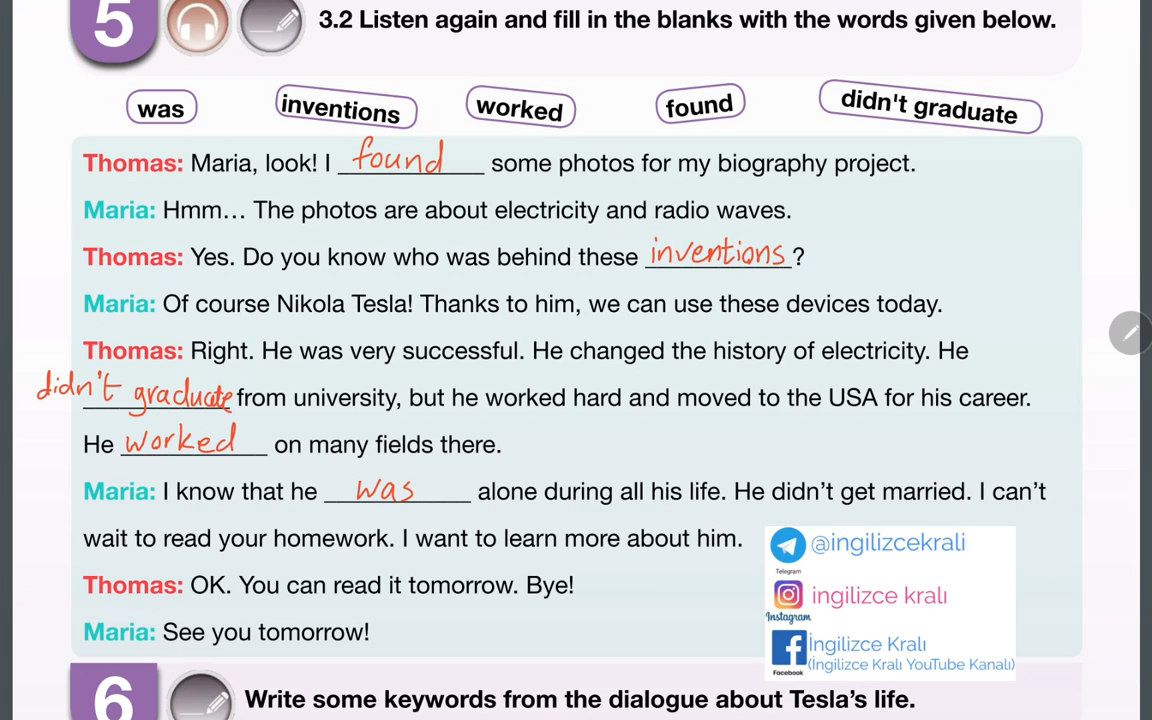 5
3.2 Listen again and fill in the blanks with the words given below.
was inventions worked found didn't graduate
Thomas: Maria, look! I found some photos for my biography project.
Maria: Hmm… The photos are about electricity and radio waves.
Thomas: Yes. Do you know who was behind these inventions?
Maria: Of course Nikola Tesla! Thanks to him, we can use these devices today.
Thomas: Right. He was very successful. He changed the history of electricity. He
didn't graduate from university, but he worked hard and moved to the USA for his career.
He worked on many fields there.
Maria: I know that he was alone during all his life. He didn't get married. I can't
wait to read your homework. I want to learn more about him.
Thomas: OK. You can read it tomorrow. Bye!
Maria: See you tomorrow!
@ingilizcekrali
Telegram
ingilizce kralı
Instagram
İngilizce Kralı
(İngilizce Kralı YouTube Kanalı)
Facebook
6
Write some keywords from the dialogue about Tesla's life.